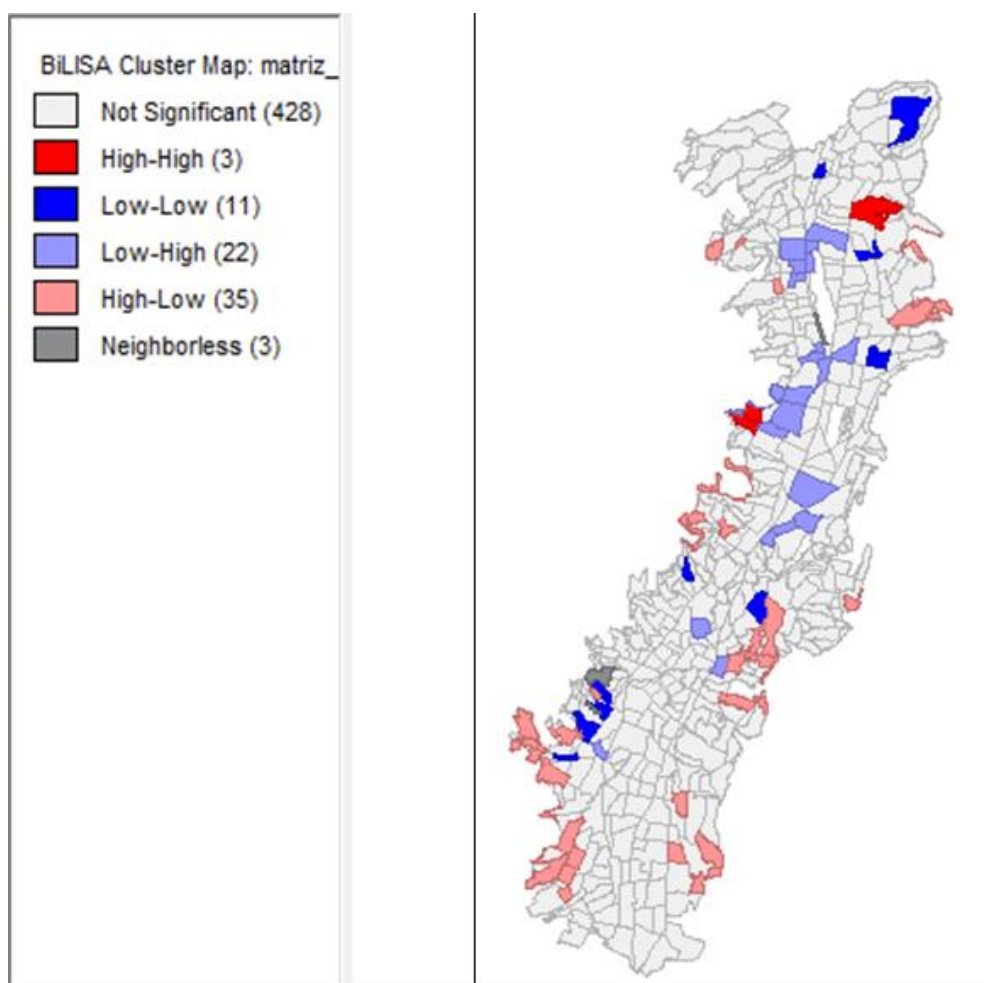 BiLISA Cluster Map: matriz_
Not Significant (428)
High-High (3)
Low-Low (11)
Low-High (22)
High-Low (35)
Neighborless (3)